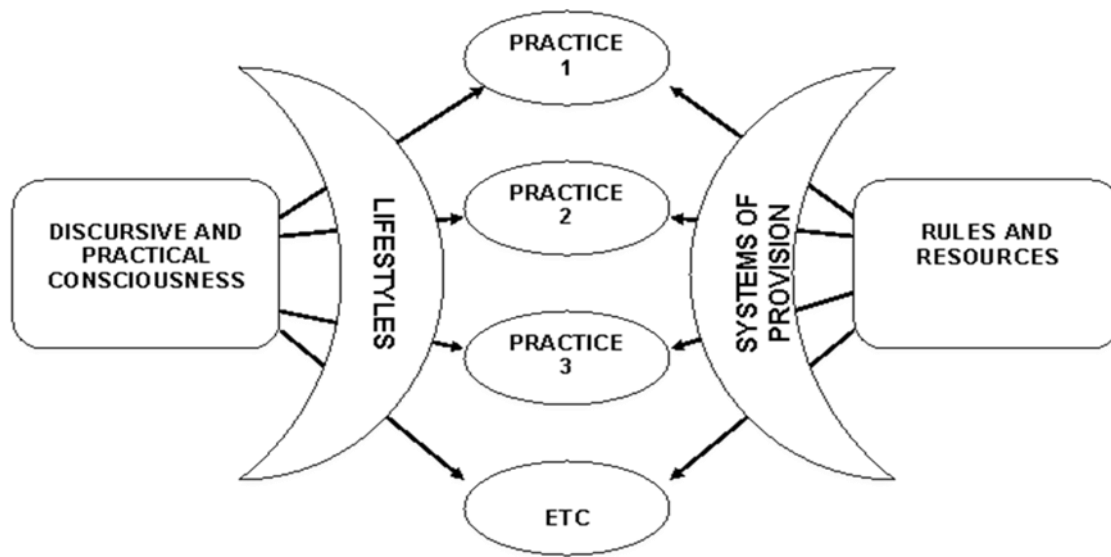 PRACTICE
1
DISCURSIVE AND
PRACTICAL
CONSCIOUSNESS
LIFESTYLES
PRACTICE
2
PRACTICE
3
ETC
SYSTEMS OF
PROVISION
RULES AND
RESOURCES